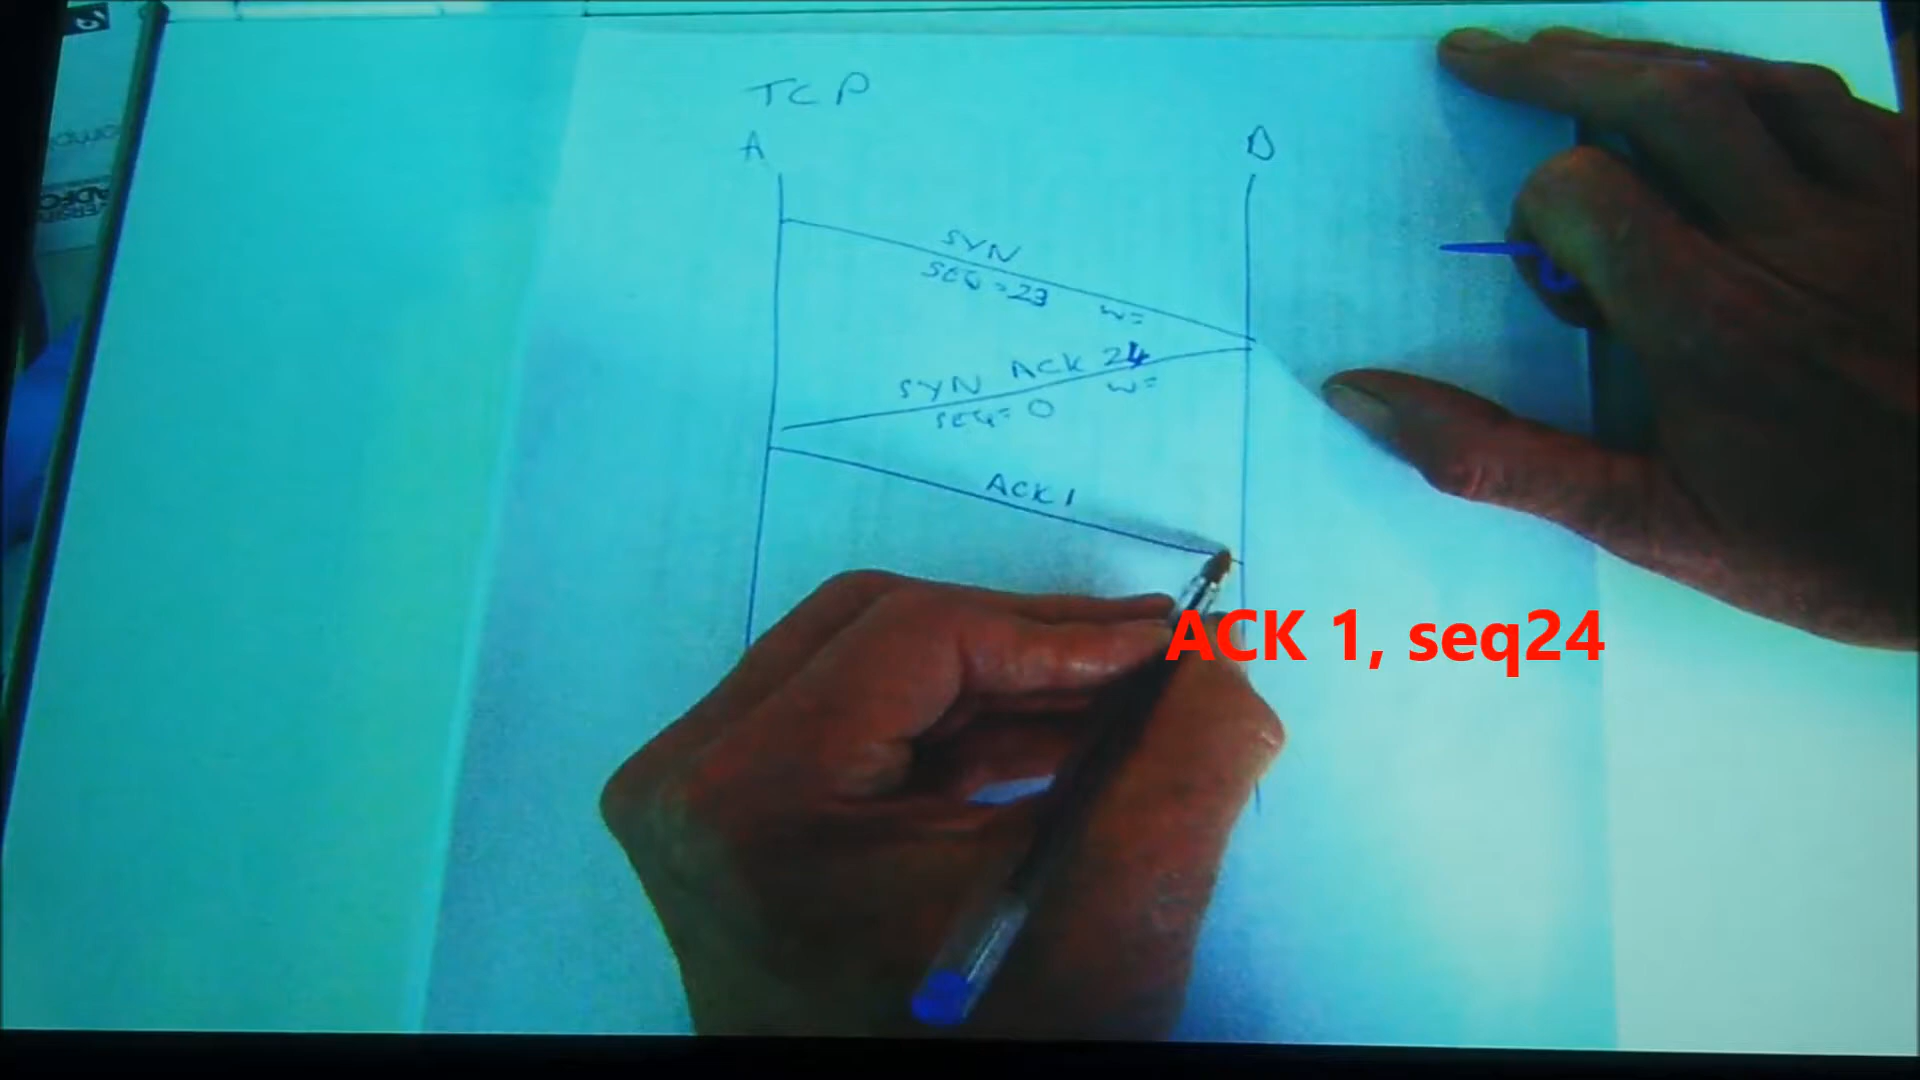 TCP
A B
SYN
SEQ = 23
W=
SYN ACK 24
SEQ= 0 W=
ACK 1
ACK 1, seq24